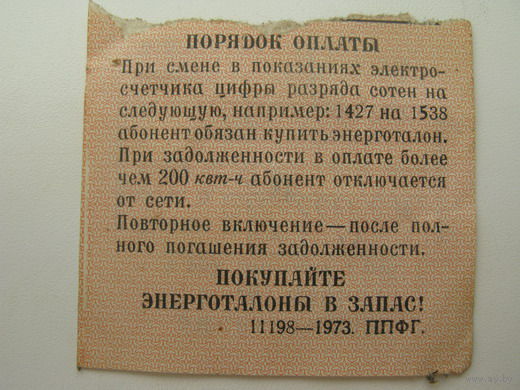 ПОРЯДОК ОПЛАТЫ
При смене в показаниях электро-
счетчика цифры разряда сотен на
следующую, например: 1427 на 1538
абонент обязан купить энерготалон.
При задолженности в оплате более
чем 200 квт-ч абонент отключается
от сети.
Повторное включение—после пол-
ного погашения задолженности.
ПОКУПАЙТЕ
ЭНЕРГОТАЛОНЫ В ЗАПАС!
11198—1973. ППФГ.